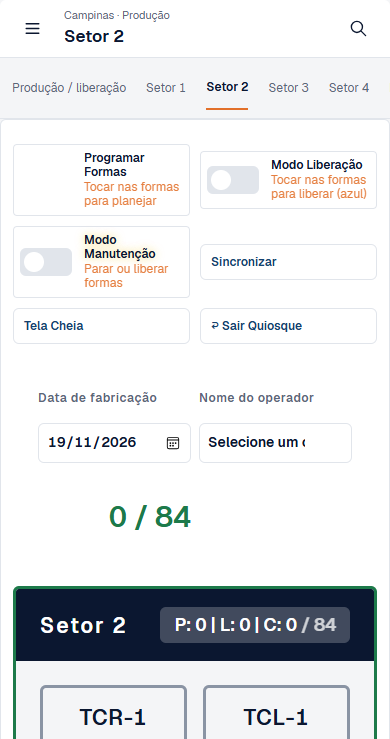 Campinas · Produção
Setor 2
Produção / liberação Setor 1 Setor 2 Setor 3 Setor 4
Programar
Formas
Tocar nas formas
para planejar
Modo Liberação
Tocar nas formas
para liberar (azul)
Modo
Manutenção
Parar ou liberar
formas
Sincronizar
Tela Cheia
Sair Quiosque
Data de fabricação
Nome do operador
19/11/2026
Selecione um
0 / 84
Setor 2
P: 0 | L: 0 | C: 0 / 84
TCR-1
TCL-1